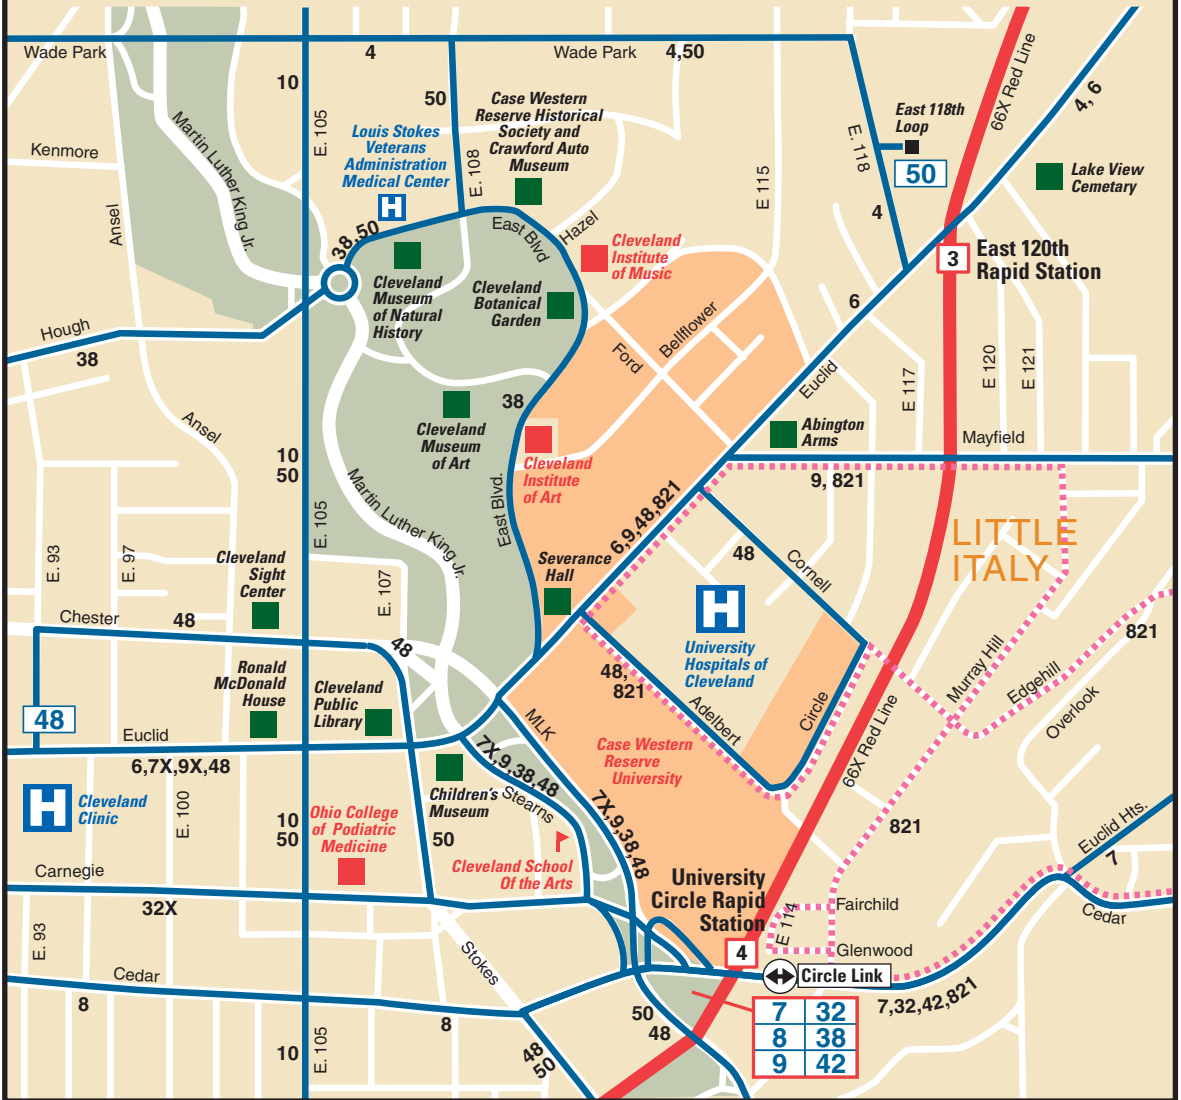 Wade Park
4
Wade Park
4,50
10
50
E. 105
Martin Luther King Jr.
Kenmore
Ansel
Louis Stokes
Veterans
Administration
Medical Center
H
Case Western
Reserve Historical
Society and
Crawford Auto
Museum
E. 108
E 115
E. 118
East 118th
Loop
50
4
66X Red Line
4, 6
Lake View
Cemetary
38,50
East Blvd
Hazel
Cleveland
Institute
of Music
3
East 120th
Rapid Station
Cleveland
Museum
of Natural
History
Cleveland
Botanical
Garden
6
Hough
38
Ford
Bellflower
Euclid
E 117
E 120
E 121
Ansel
38
Cleveland
Museum
of Art
Cleveland
Institute
of Art
Abington
Arms
Mayfield
10
50
9, 821
6,9,48,821
Martin Luther King Jr.
East Blvd.
E. 105
LITTLE
ITALY
E. 93
E. 97
Cleveland
Sight
Center
E. 107
Severance
Hall
48
Cornell
H
University
Hospitals of
Cleveland
Chester
48
48
48,
821
Adelbert
Circle
Murray Hill
Edgehill
821
Overlook
Ronald
McDonald
House
Cleveland
Public
Library
48
Euclid
6,7X,9X,48
MLK
Case Western
Reserve
University
66X Red Line
7X,9,38,48
Stearns
7X,9,38,48
H
Cleveland
Clinic
E. 100
Children's
Museum
10
50
Ohio College
of Podiatric
Medicine
50
Cleveland School
Of the Arts
821
Euclid Hts.
7
Carnegie
32X
University
Circle Rapid
Station
4
E 114
Fairchild
Glenwood
Cedar
E. 93
Stokes
Circle Link
Cedar
8
8
7,32,42,821
50
48
48
50
10
E. 105
7 32
8 38
9 42